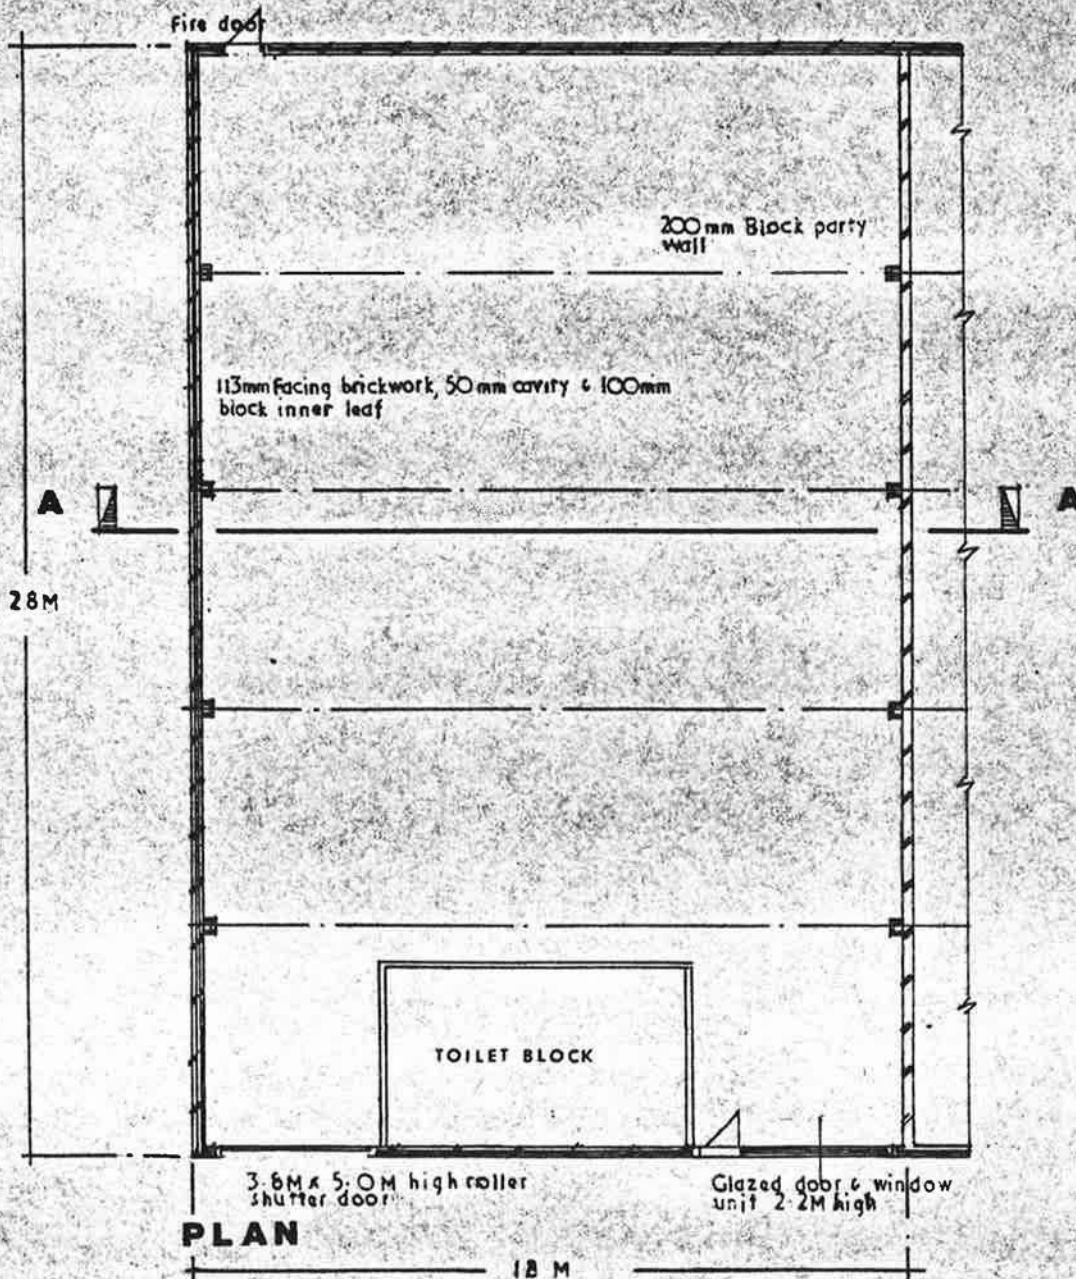 Fire door
200mm Block party
wall
113mm facing brickwork, 50mm cavity & 100mm
block inner leaf
A
A
28M
TOILET BLOCK
3.8M x 5.0M high roller
shutter door
Glazed door & window
unit 2.2M high
PLAN
18 M